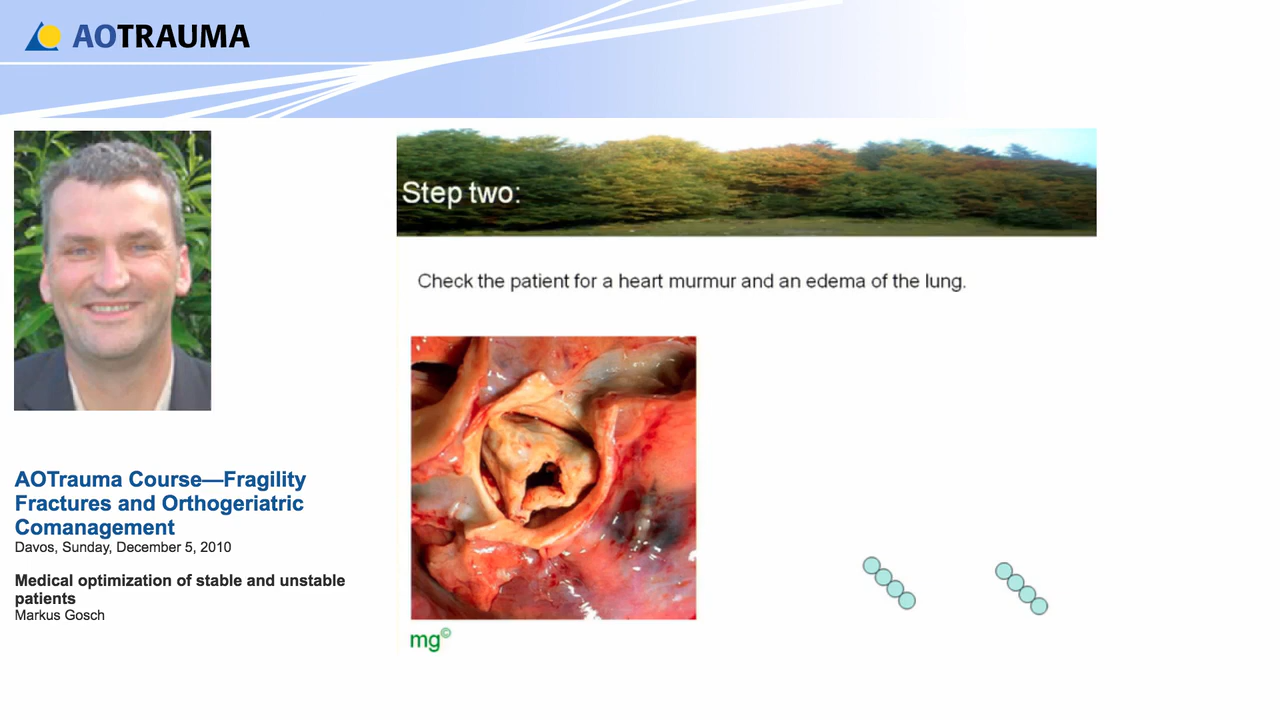 AOTRAUMA
Step two:
Check the patient for a heart murmur and an edema of the lung.
mg©
AOTrauma Course—Fragility
Fractures and Orthogeriatric
Comanagement
Davos, Sunday, December 5, 2010
Medical optimization of stable and unstable
patients
Markus Gosch